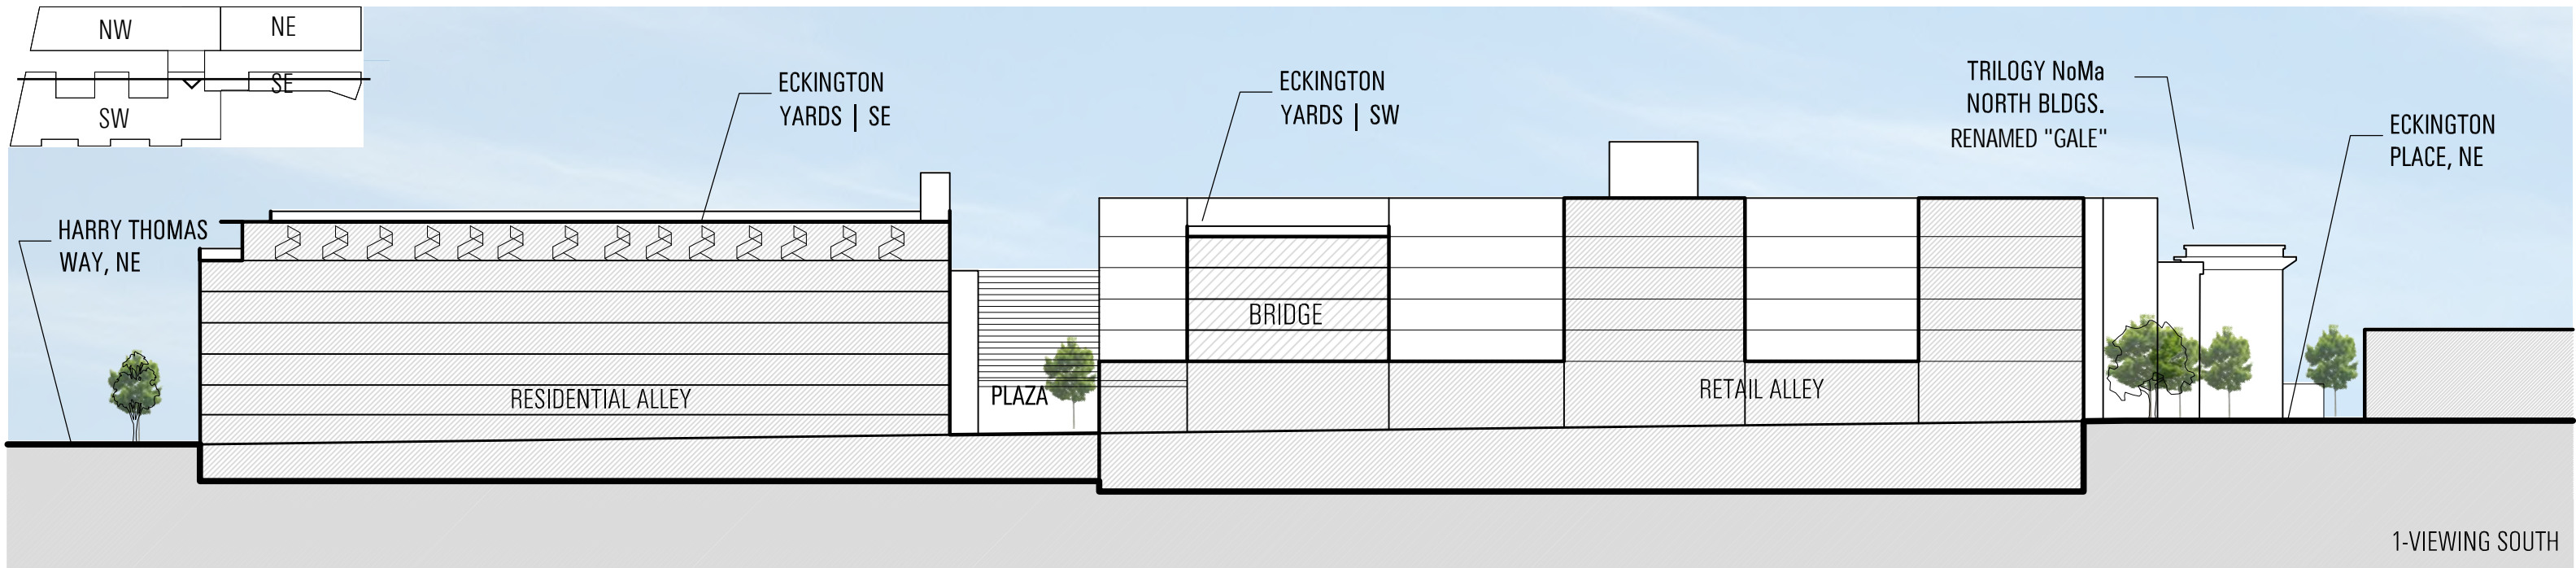 NW
NE
SE
SW
HARRY THOMAS
WAY, NE
ECKINGTON
YARDS | SE
ECKINGTON
YARDS | SW
TRILOGY NoMa
NORTH BLDGS.
RENAMED "GALE"
ECKINGTON
PLACE, NE
BRIDGE
RESIDENTIAL ALLEY
PLAZA
RETAIL ALLEY
1-VIEWING SOUTH